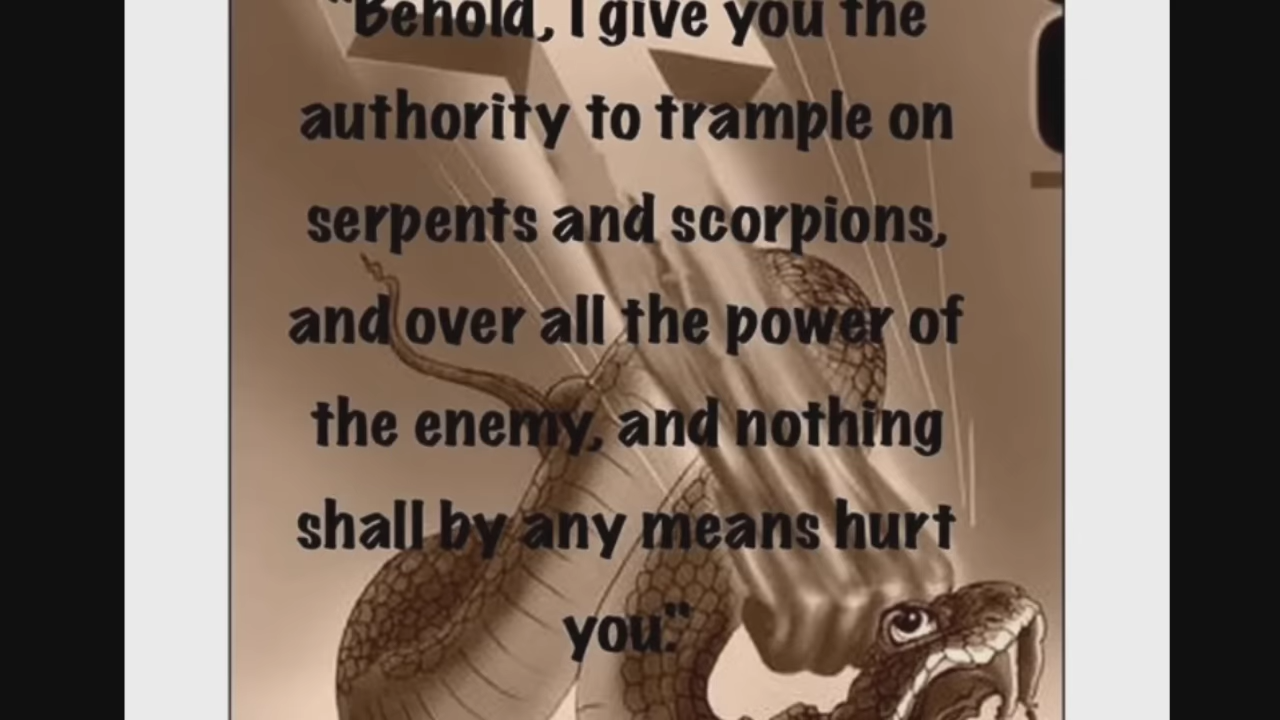 "Behold, I give you the
authority to trample on
serpents and scorpions,
and over all the power of
the enemy, and nothing
shall by any means hurt
you."